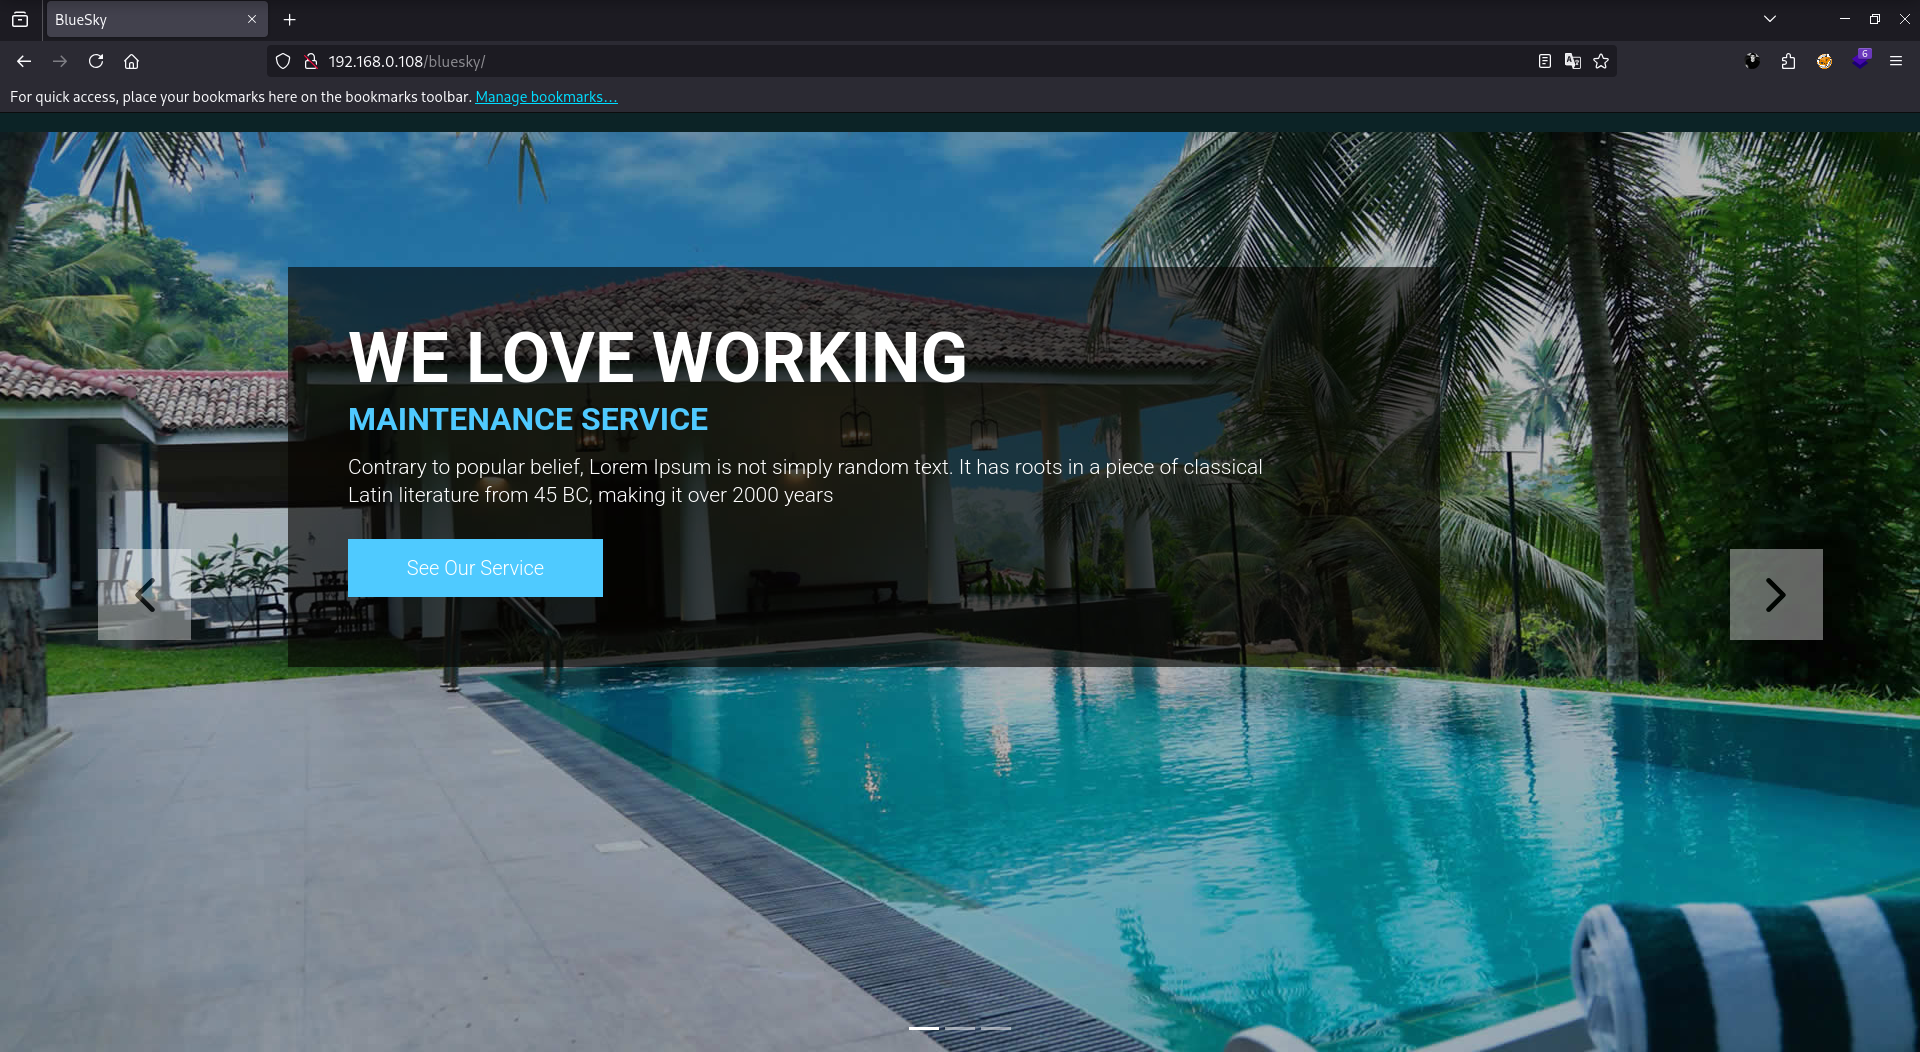 BlueSky
192.168.0.108/bluesky/
6
For quick access, place your bookmarks here on the bookmarks toolbar. Manage bookmarks...
WE LOVE WORKING
MAINTENANCE SERVICE
Contrary to popular belief, Lorem Ipsum is not simply random text. It has roots in a piece of classical
Latin literature from 45 BC, making it over 2000 years
See Our Service